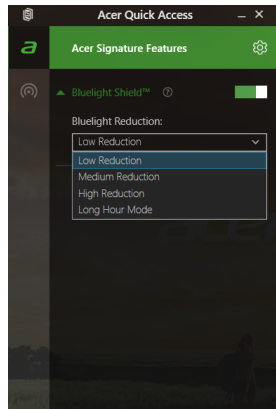 Acer Quick Access
Acer Signature Features
Bluelight Shield™
Bluelight Reduction:
Low Reduction
Low Reduction
Medium Reduction
High Reduction
Long Hour Mode